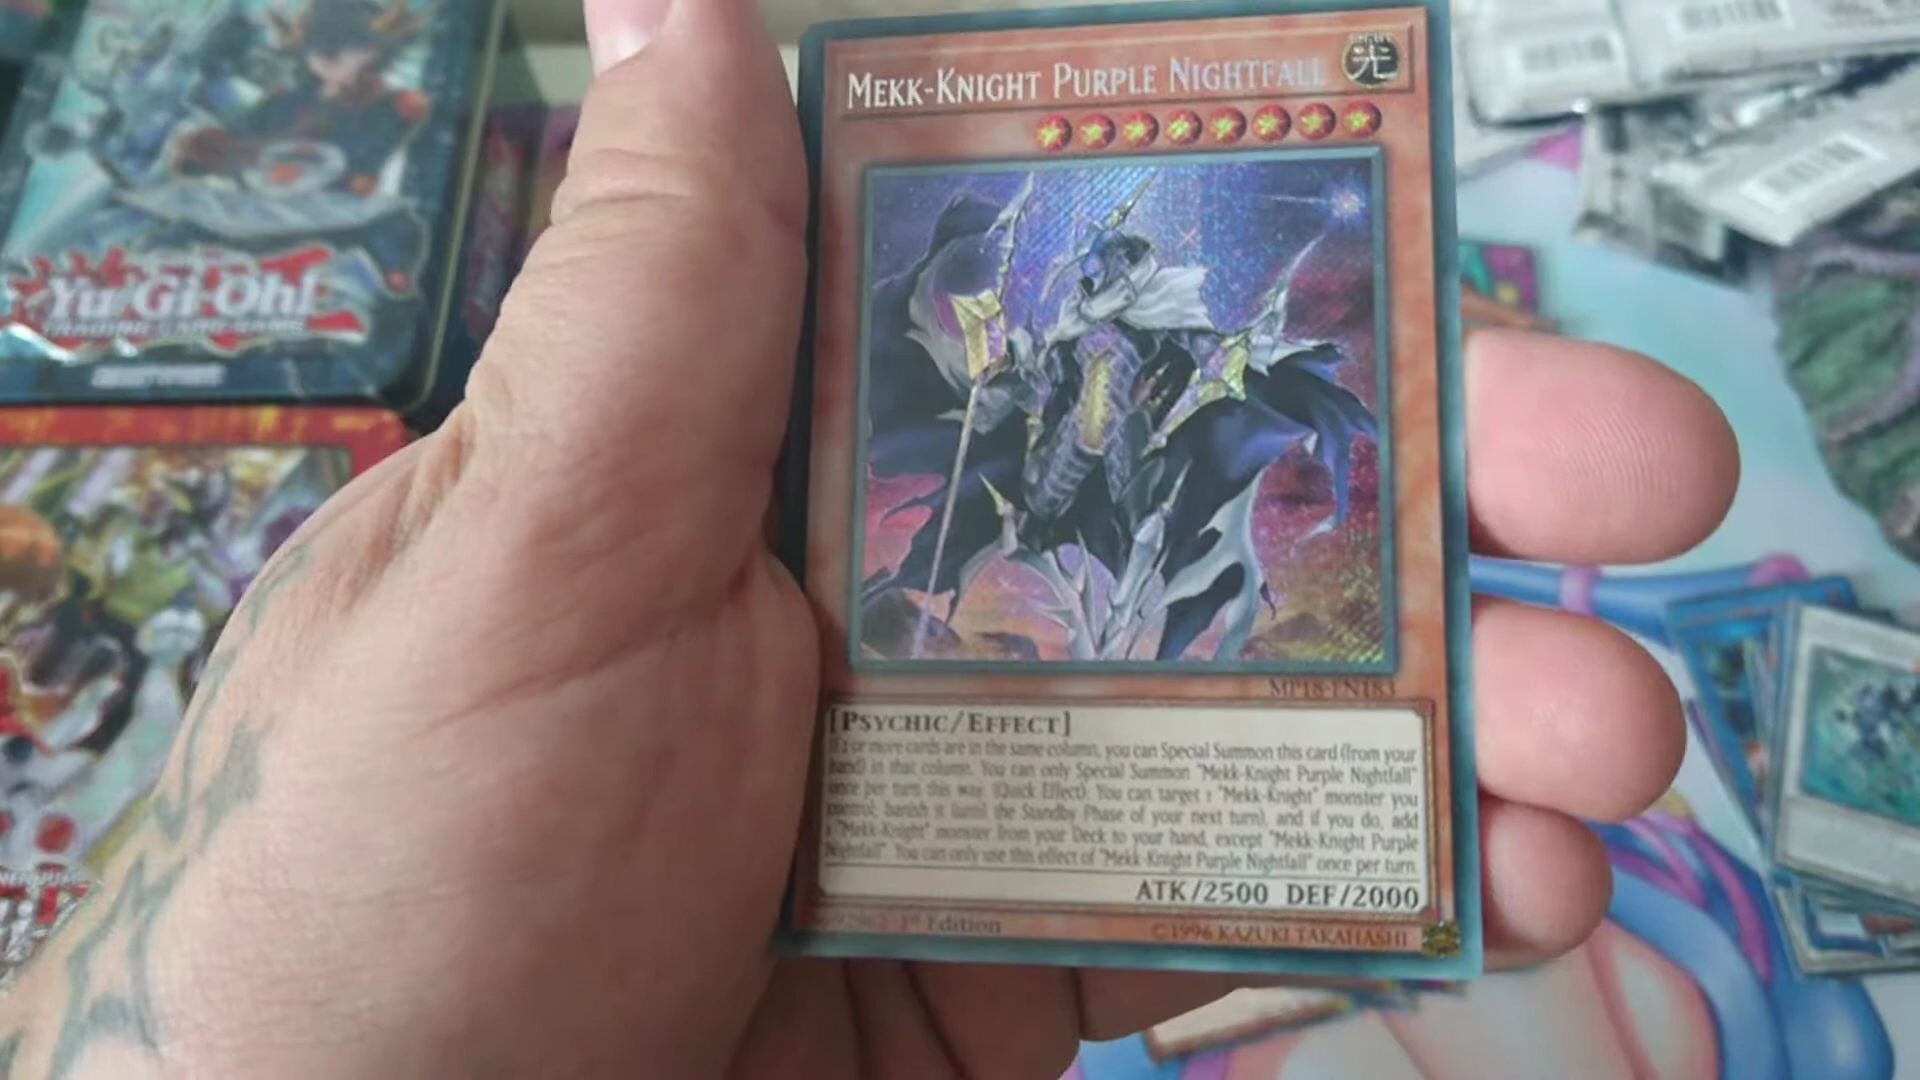 MEKK-KNIGHT PURPLE NIGHTFALL
LIGHT
光
MP18-EN183
[PSYCHIC/EFFECT]
If 2 or more cards are in the same column, you can Special Summon this card (from your
hand) in that column. You can only Special Summon "Mekk-Knight Purple Nightfall"
once per turn this way. (Quick Effect): You can target 1 "Mekk-Knight" monster you
control; banish it (until the Standby Phase of your next turn), and if you do, add
1 "Mekk-Knight" monster from your Deck to your hand, except "Mekk-Knight Purple
Nightfall". You can only use this effect of "Mekk-Knight Purple Nightfall" once per turn.
ATK/2500 DEF/2000
1st Edition
©1996 KAZUKI TAKAHASHI
Yu-Gi-Oh!
TRADING CARD GAME